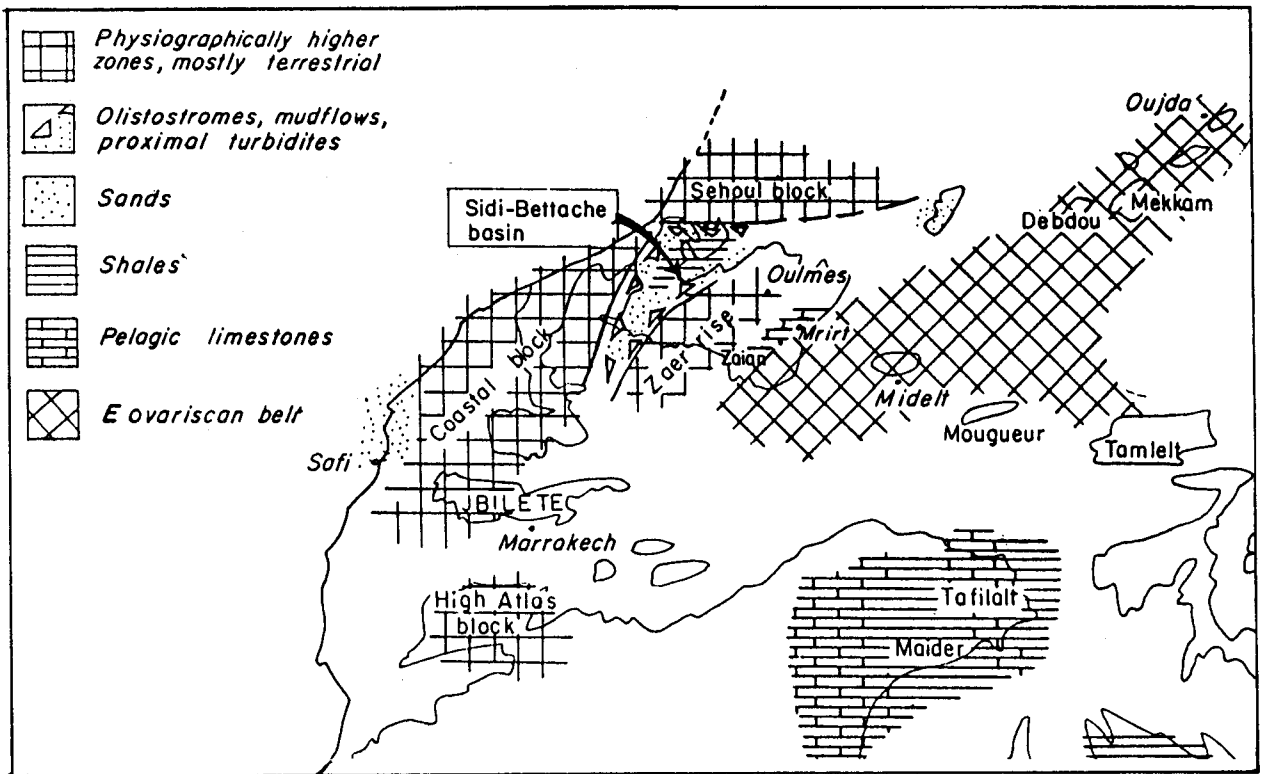 Physiographically higher
zones, mostly terrestrial
Olistostromes, mudflows,
proximal turbidites
Sands
Shales
Pelagic limestones
E ovariscan belt
Oujda
Sehoul block
Sidi-Bettache
basin
Mekkam
Debdou
Oulmès
Mrirt
Zaer rise
Zaian
Coastal block
Midelt
Mougueur
Tamlelt
Safi
JBILETE
Marrakech
High Atlas
block
Tafilalt
Maider